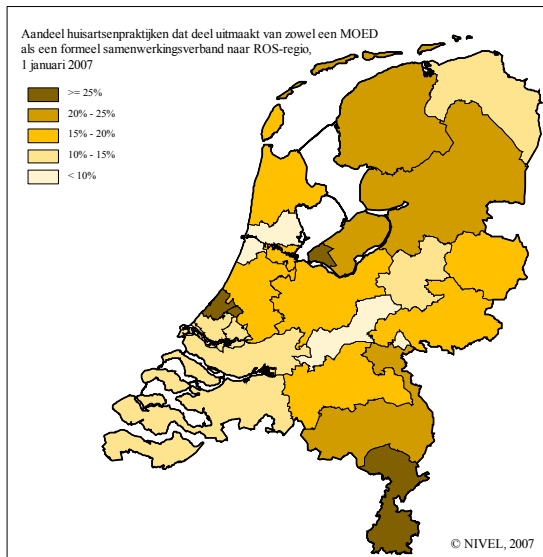 Aandeel huisartsenpraktijken dat deel uitmaakt van zowel een MOED
als een formeel samenwerkingsverband naar ROS-regio,
1 januari 2007
>= 25%
20% - 25%
15% - 20%
10% - 15%
< 10%
© NIVEL, 2007